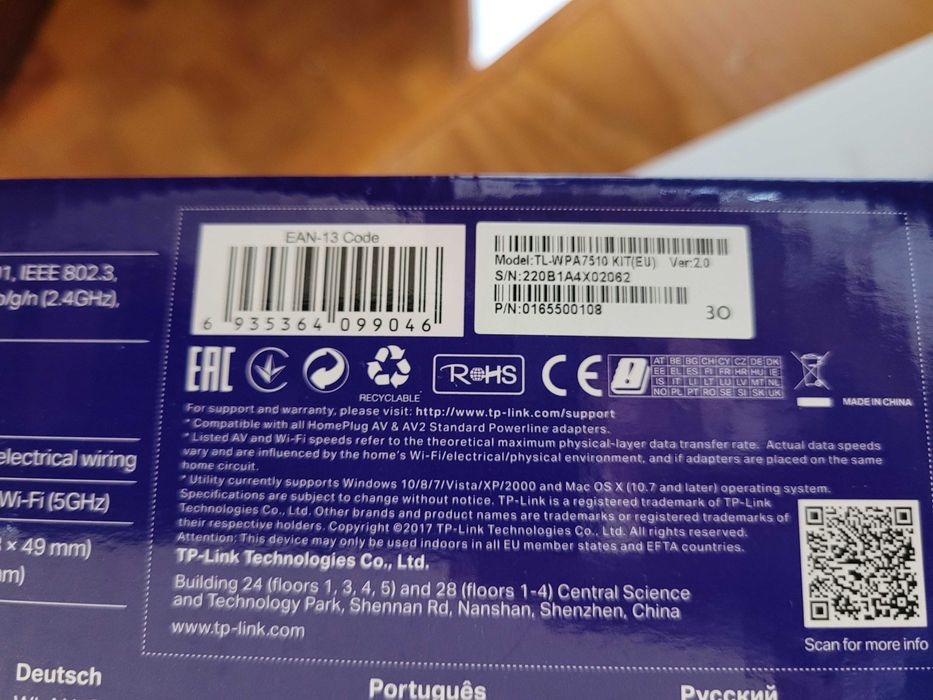 1, IEEE 802.3,
b/g/n (2.4GHz),
electrical wiring
Wi-Fi (5GHz)
× 49 mm)
mm)
EAN-13 Code
6 935364 099046
Model:TL-WPA7510 KIT(EU) Ver:2.0
S/N:220B1A4X02062
P/N:0165500108
30
EAC
RECYCLABLE
RoHS
CE
AT BE BG CH CY CZ DE DK
EE EL ES FI FR HR HU IE
IS IT LI LT LU LV MT NL
NO PL PT RO SE SI SK UK
MADE IN CHINA
For support and warranty, please visit: http://www.tp-link.com/support
* Compatible with all HomePlug AV & AV2 Standard Powerline adapters.
* Listed AV and Wi-Fi speeds refer to the theoretical maximum physical-layer data transfer rate. Actual data speeds
vary and are influenced by the home's Wi-Fi/electrical/physical environment, and if adapters are placed on the same
home circuit.
* Utility currently supports Windows 10/8/7/Vista/XP/2000 and Mac OS X (10.7 and later) operating system.
Specifications are subject to change without notice. TP-Link is a registered trademark of TP-Link
Technologies Co., Ltd. Other brands and product names are trademarks or registered trademarks of
their respective holders. Copyright ©2017 TP-Link Technologies Co., Ltd. All rights reserved.
Attention: This device may only be used indoors in all EU member states and EFTA countries.
TP-Link Technologies Co., Ltd.
Building 24 (floors 1, 3, 4, 5) and 28 (floors 1-4) Central Science
and Technology Park, Shennan Rd, Nanshan, Shenzhen, China
www.tp-link.com
Scan for more info
Deutsch
Português
Русский